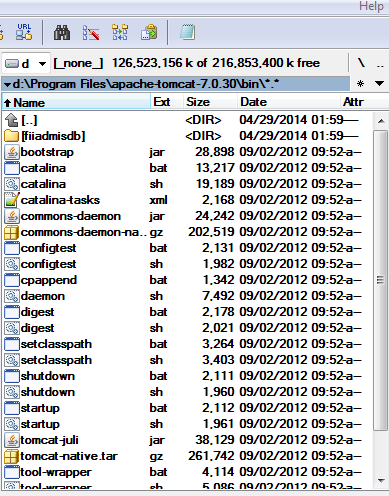 Help
URL
d [_none_] 126,523,156 k of 216,853,400 k free \ ..
d:\Program Files\apache-tomcat-7.0.30\bin\*.* *
Name Ext Size Date Attr
[..] <DIR> 04/29/2014 01:59 ----
[fiiadmisdb] <DIR> 04/29/2014 01:59 ----
bootstrap jar 28,898 09/02/2012 09:52 -a--
catalina bat 13,217 09/02/2012 09:52 -a--
catalina sh 19,189 09/02/2012 09:52 -a--
catalina-tasks xml 2,168 09/02/2012 09:52 -a--
commons-daemon jar 24,242 09/02/2012 09:52 -a--
commons-daemon-na... gz 202,519 09/02/2012 09:52 -a--
configtest bat 2,131 09/02/2012 09:52 -a--
configtest sh 1,982 09/02/2012 09:52 -a--
cpappend bat 1,342 09/02/2012 09:52 -a--
daemon sh 7,492 09/02/2012 09:52 -a--
digest bat 2,178 09/02/2012 09:52 -a--
digest sh 2,021 09/02/2012 09:52 -a--
setclasspath bat 3,264 09/02/2012 09:52 -a--
setclasspath sh 3,403 09/02/2012 09:52 -a--
shutdown bat 2,111 09/02/2012 09:52 -a--
shutdown sh 1,960 09/02/2012 09:52 -a--
startup bat 2,112 09/02/2012 09:52 -a--
startup sh 1,961 09/02/2012 09:52 -a--
tomcat-juli jar 38,129 09/02/2012 09:52 -a--
tomcat-native.tar gz 261,742 09/02/2012 09:52 -a--
tool-wrapper bat 4,114 09/02/2012 09:52 -a--
tool-wrapper sh 5,086 09/02/2012 09:52 -a--